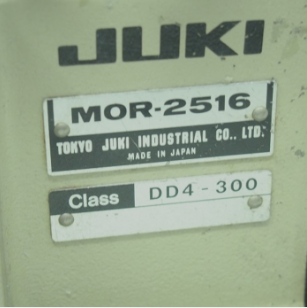 JUKI
MOR-2516
TOKYO JUKI INDUSTRIAL CO., LTD.
MADE IN JAPAN
Class DD4-300